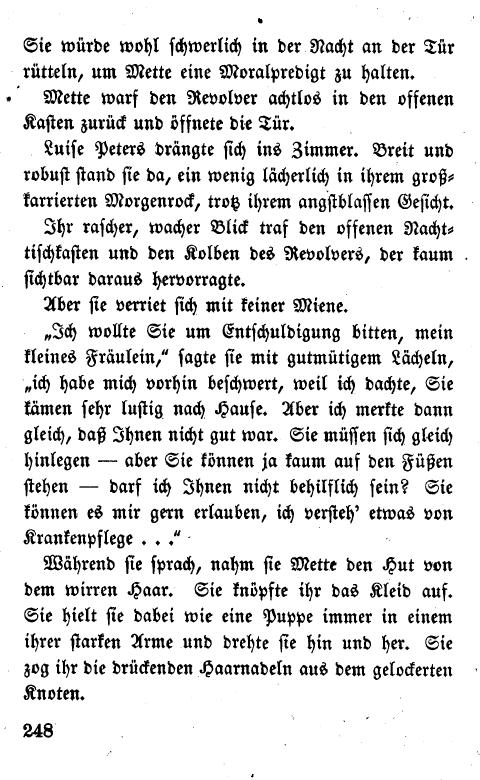 Sie würde wohl schwerlich in der Nacht an der Tür
rütteln, um Mette eine Moralpredigt zu halten.
Mette warf den Revolver achtlos in den offenen
Kasten zurück und öffnete die Tür.
Luise Peters drängte sich ins Zimmer. Breit und
robust stand sie da, ein wenig lächerlich in ihrem groß-
karrierten Morgenrock, trotz ihrem angstblassen Gesicht.
Ihr rascher, wacher Blick traf den offenen Nacht-
tischkasten und den Kolben des Revolvers, der kaum
sichtbar daraus hervorragte.
Aber sie verriet sich mit keiner Miene.
„Ich wollte Sie um Entschuldigung bitten, mein
kleines Fräulein,“ sagte sie mit gutmütigem Lächeln,
„ich habe mich vorhin beschwert, weil ich dachte, Sie
kämen sehr lustig nach Hause. Aber ich merkte dann
gleich, daß Ihnen nicht gut war. Sie müssen sich gleich
hinlegen — aber Sie können ja kaum auf den Füßen
stehen — darf ich Ihnen nicht behilflich sein? Sie
können es mir gern erlauben, ich versteh’ etwas von
Krankenpflege . . .“
Während sie sprach, nahm sie Mette den Hut von
dem wirren Haar. Sie knöpfte ihr das Kleid auf.
Sie hielt sie dabei wie eine Puppe immer in einem
ihrer starken Arme und drehte sie hin und her. Sie
zog ihr die drückenden Haarnadeln aus dem gelockerten
Knoten.
248